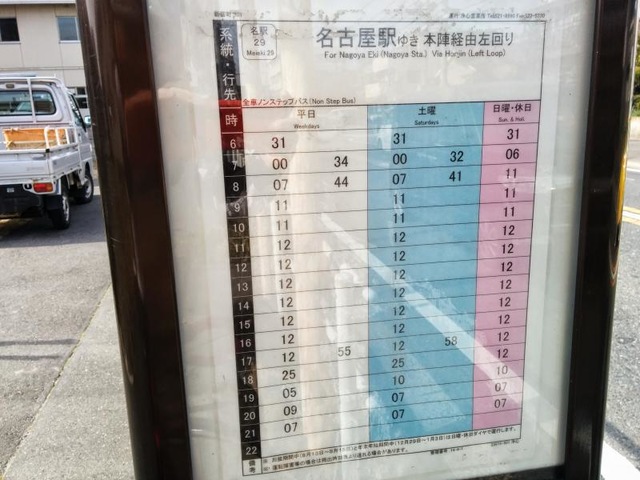 系統・行先
名駅
29
Meieki 29
名古屋駅ゆき 本陣経由左回り
For Nagoya Eki (Nagoya Sta.) Via Honjin (Left Loop)
全車ノンステップバス(Non Step Bus)
時 平日 土曜 日曜・休日
Weekdays Saturdays Sun. & Hol.
6 31 31 31
7 00 34 00 32 06
8 07 44 07 41 11
9 11 11 11
10 11 11 11
11 12 12 12
12 12 12 12
13 12 12 12
14 12 12 12
15 12 12 12
16 12 12 12
17 12 55 12 58 12
18 25 25 12
19 05 10 10
20 09 07 07
21 07 07 07
22
備考